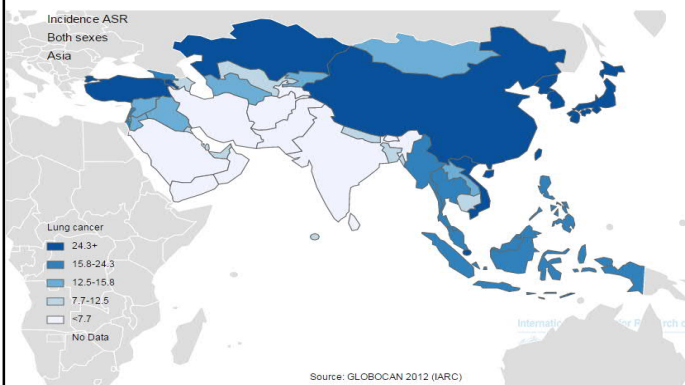 Incidence ASR
Both sexes
Asia
Lung cancer
24.3+
15.8-24.3
12.5-15.8
7.7-12.5
<7.7
No Data
Source: GLOBOCAN 2012 (IARC)